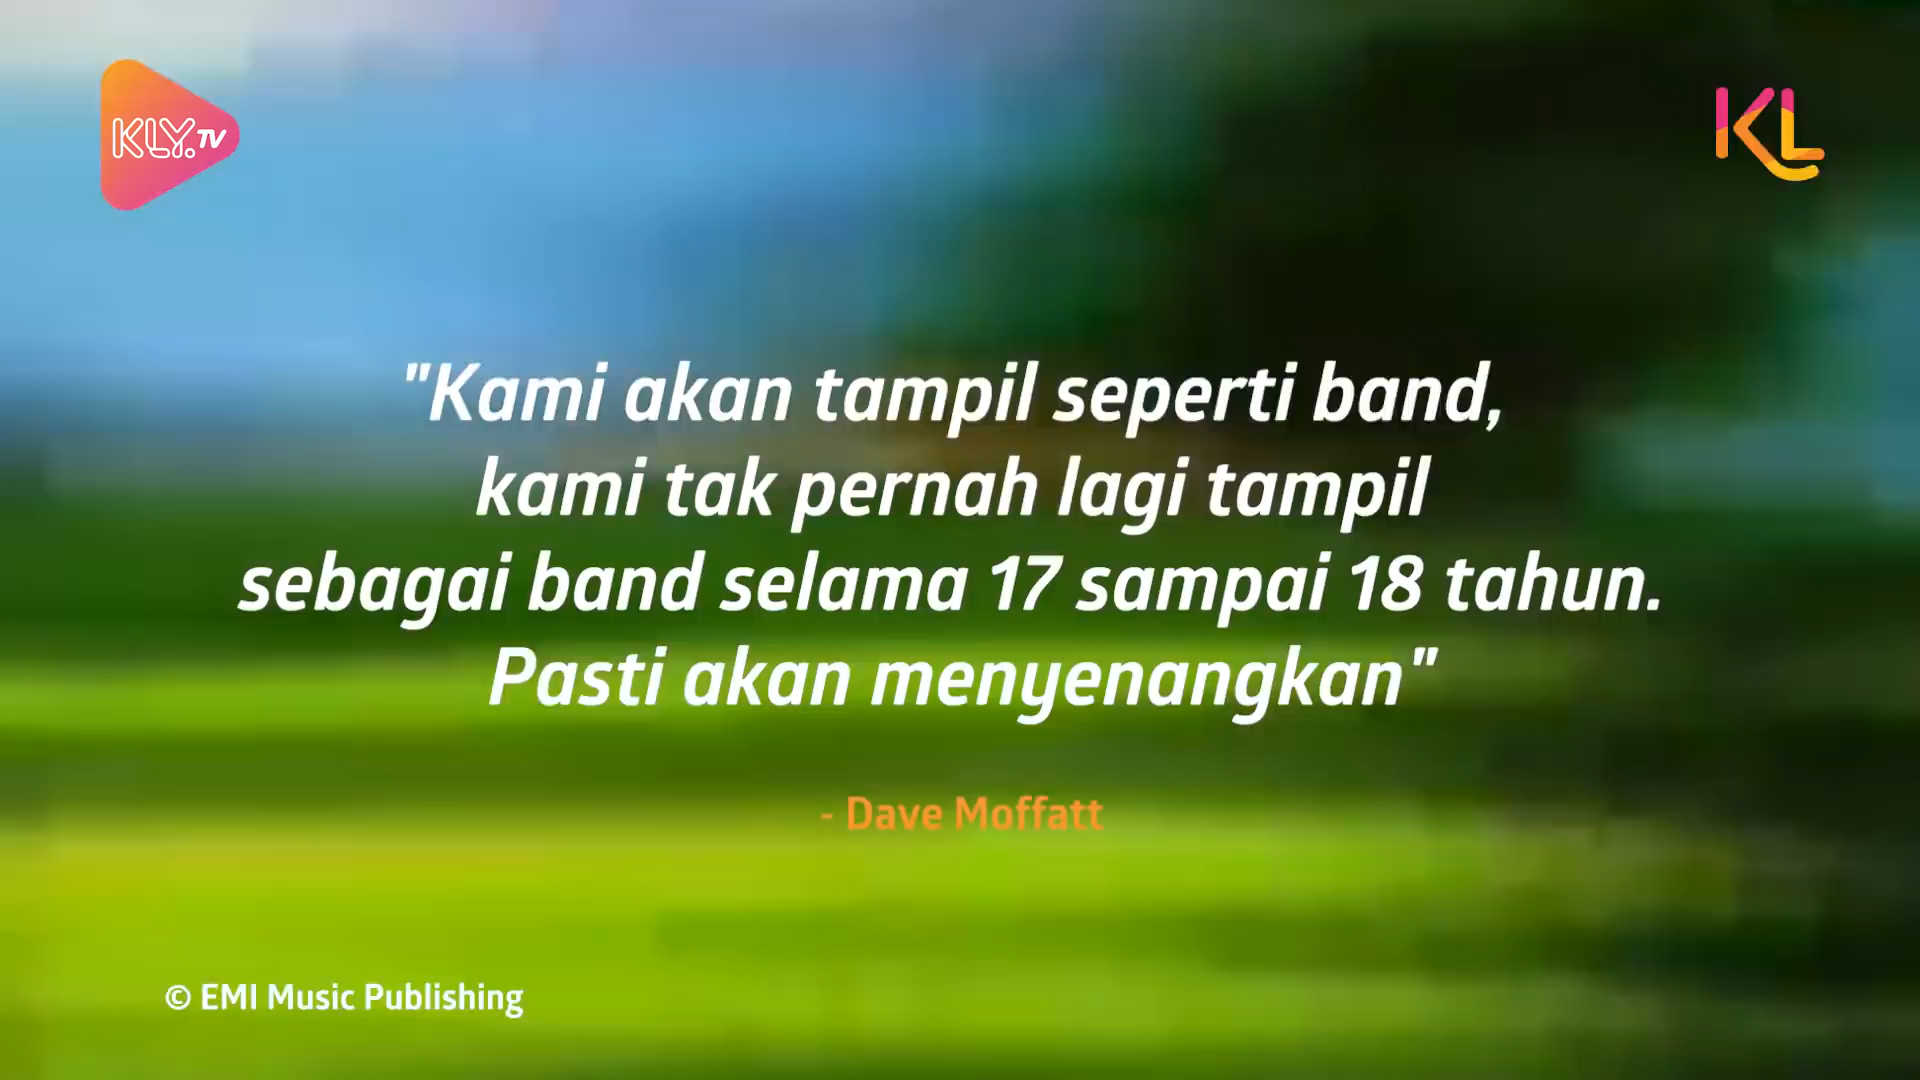 KLY.TV
KL
"Kami akan tampil seperti band,
kami tak pernah lagi tampil
sebagai band selama 17 sampai 18 tahun.
Pasti akan menyenangkan"
- Dave Moffatt
© EMI Music Publishing